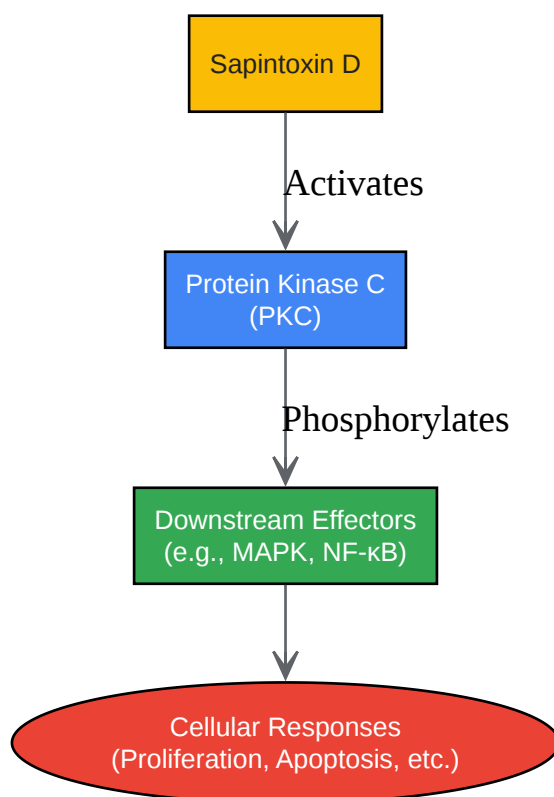 Sapintoxin D
Activates
Protein Kinase C
(PKC)
Phosphorylates
Downstream Effectors
(e.g., MAPK, NF-κB)
Cellular Responses
(Proliferation, Apoptosis, etc.)